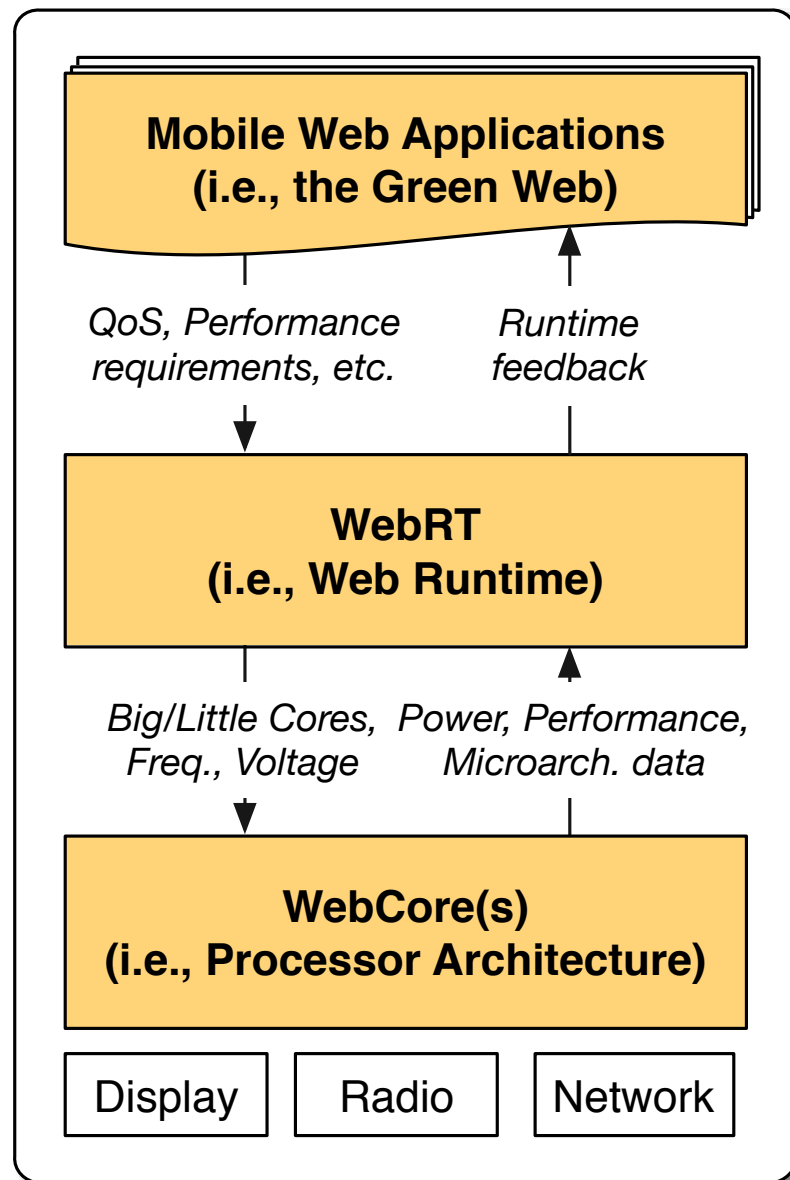 Mobile Web Applications
(i.e., the Green Web)
QoS, Performance
requirements, etc.
Runtime
feedback
WebRT
(i.e., Web Runtime)
Big/Little Cores,
Freq., Voltage
Power, Performance,
Microarch. data
WebCore(s)
(i.e., Processor Architecture)
Display
Radio
Network